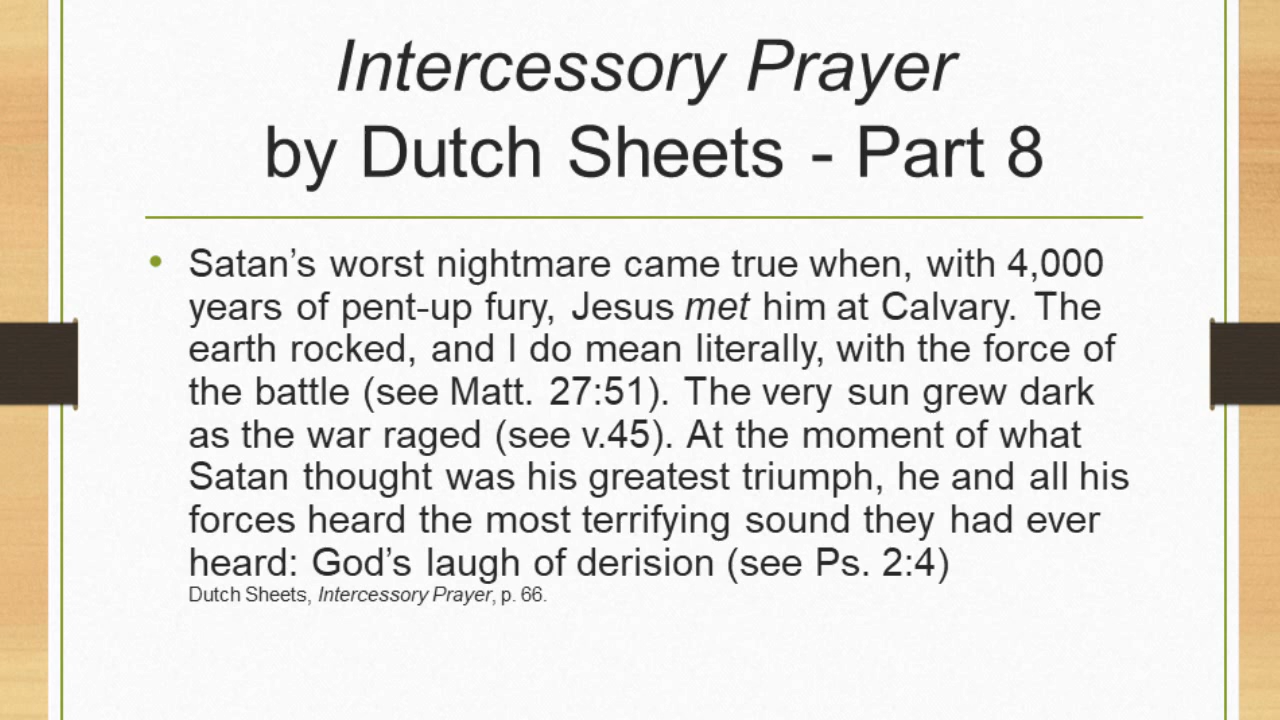 Intercessory Prayer
by Dutch Sheets - Part 8
• Satan’s worst nightmare came true when, with 4,000
years of pent-up fury, Jesus met him at Calvary. The
earth rocked, and I do mean literally, with the force of
the battle (see Matt. 27:51). The very sun grew dark
as the war raged (see v.45). At the moment of what
Satan thought was his greatest triumph, he and all his
forces heard the most terrifying sound they had ever
heard: God’s laugh of derision (see Ps. 2:4)
Dutch Sheets, Intercessory Prayer, p. 66.